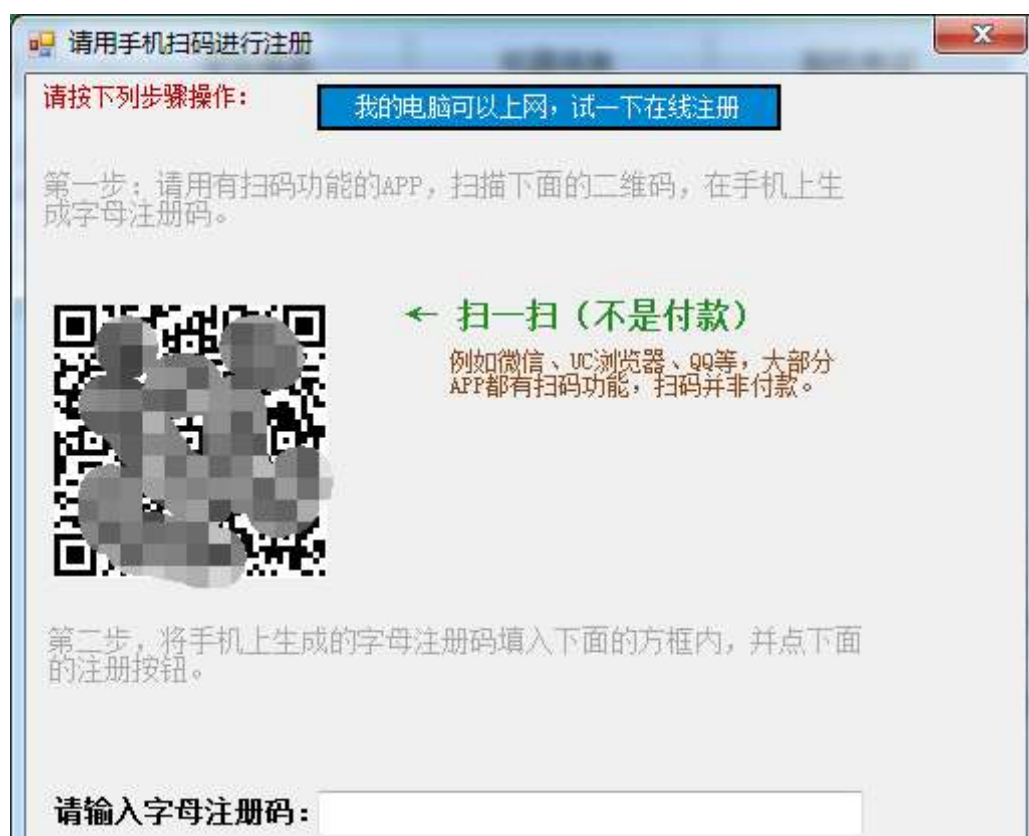 请用手机扫码进行注册
请按下列步骤操作：
我的电脑可以上网，试一下在线注册
第一步：请用有扫码功能的APP，扫描下面的二维码，在手机上生
成字母注册码。
← 扫一扫（不是付款）
例如微信、UC浏览器、QQ等，大部分
APP都有扫码功能，扫码并非付款。
第二步，将手机上生成的字母注册码填入下面的方框内，并点下面
的注册按钮。
请输入字母注册码：